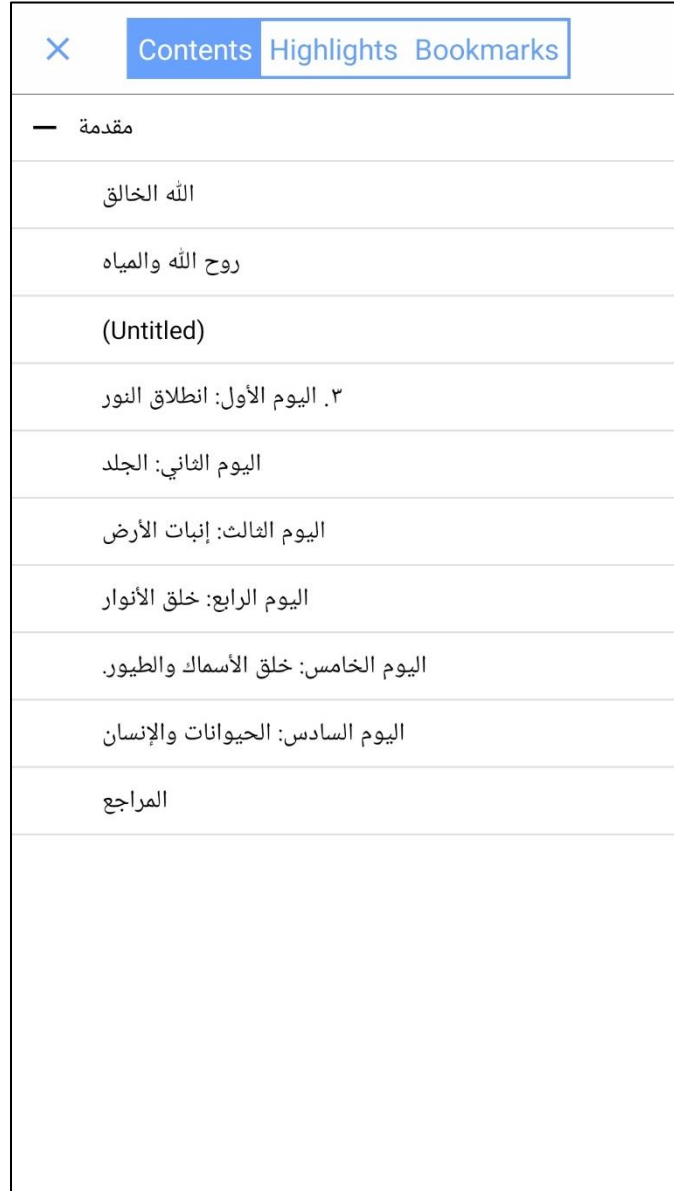 Contents Highlights Bookmarks
مقدمة
الله الخالق
روح الله والمياه
(Untitled)
٣. اليوم الأول: انطلاق النور
اليوم الثاني: الجلد
اليوم الثالث: إنبات الأرض
اليوم الرابع: خلق الأنوار
اليوم الخامس: خلق الأسماك والطيور.
اليوم السادس: الحيوانات والإنسان
المراجع